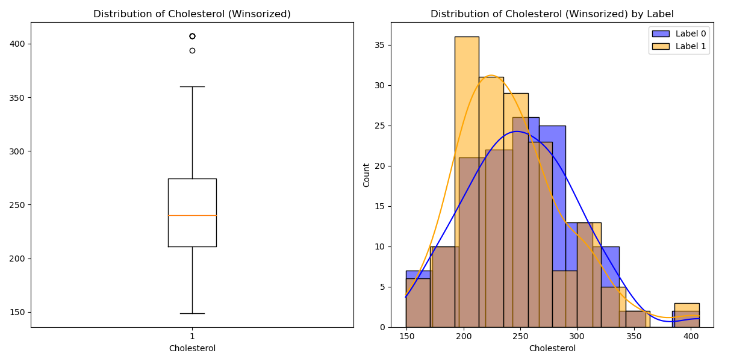 Distribution of Cholesterol (Winsorized)
400
350
300
250
200
150
1
Cholesterol
Distribution of Cholesterol (Winsorized) by Label
Label 0
Label 1
Count
35
30
25
20
15
10
5
0
150 200 250 300 350 400
Cholesterol